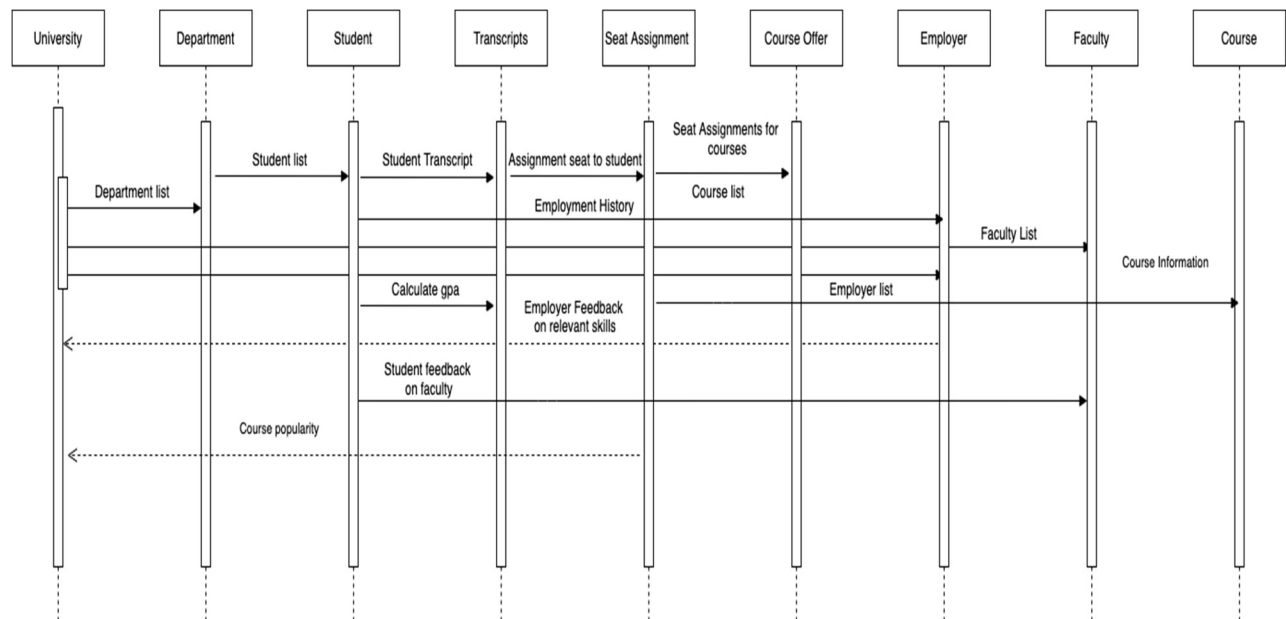 University
Department
Student
Transcripts
Seat Assignment
Course Offer
Employer
Faculty
Course
Seat Assignments for
courses
Student list
Student Transcript
Assignment seat to student
Department list
Course list
Employment History
Faculty List
Course Information
Calculate gpa
Employer list
Employer Feedback
on relevant skills
Student feedback
on faculty
Course popularity